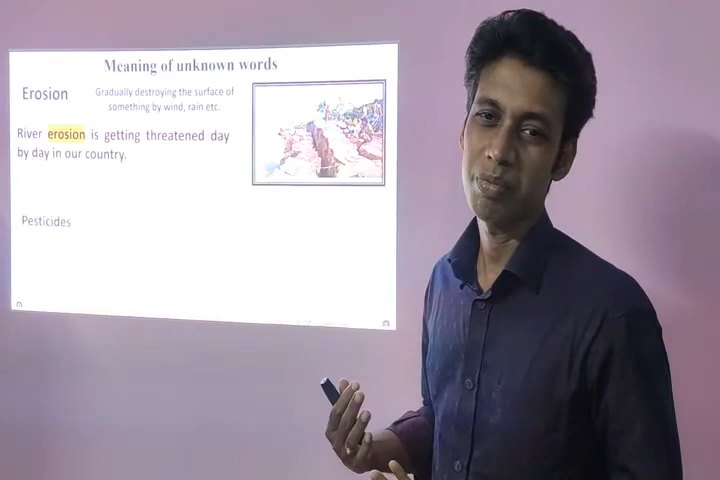 Meaning of unknown words
Erosion
Gradually destroying the surface of
something by wind, rain etc.
River erosion is getting threatened day
by day in our country.
Pesticides